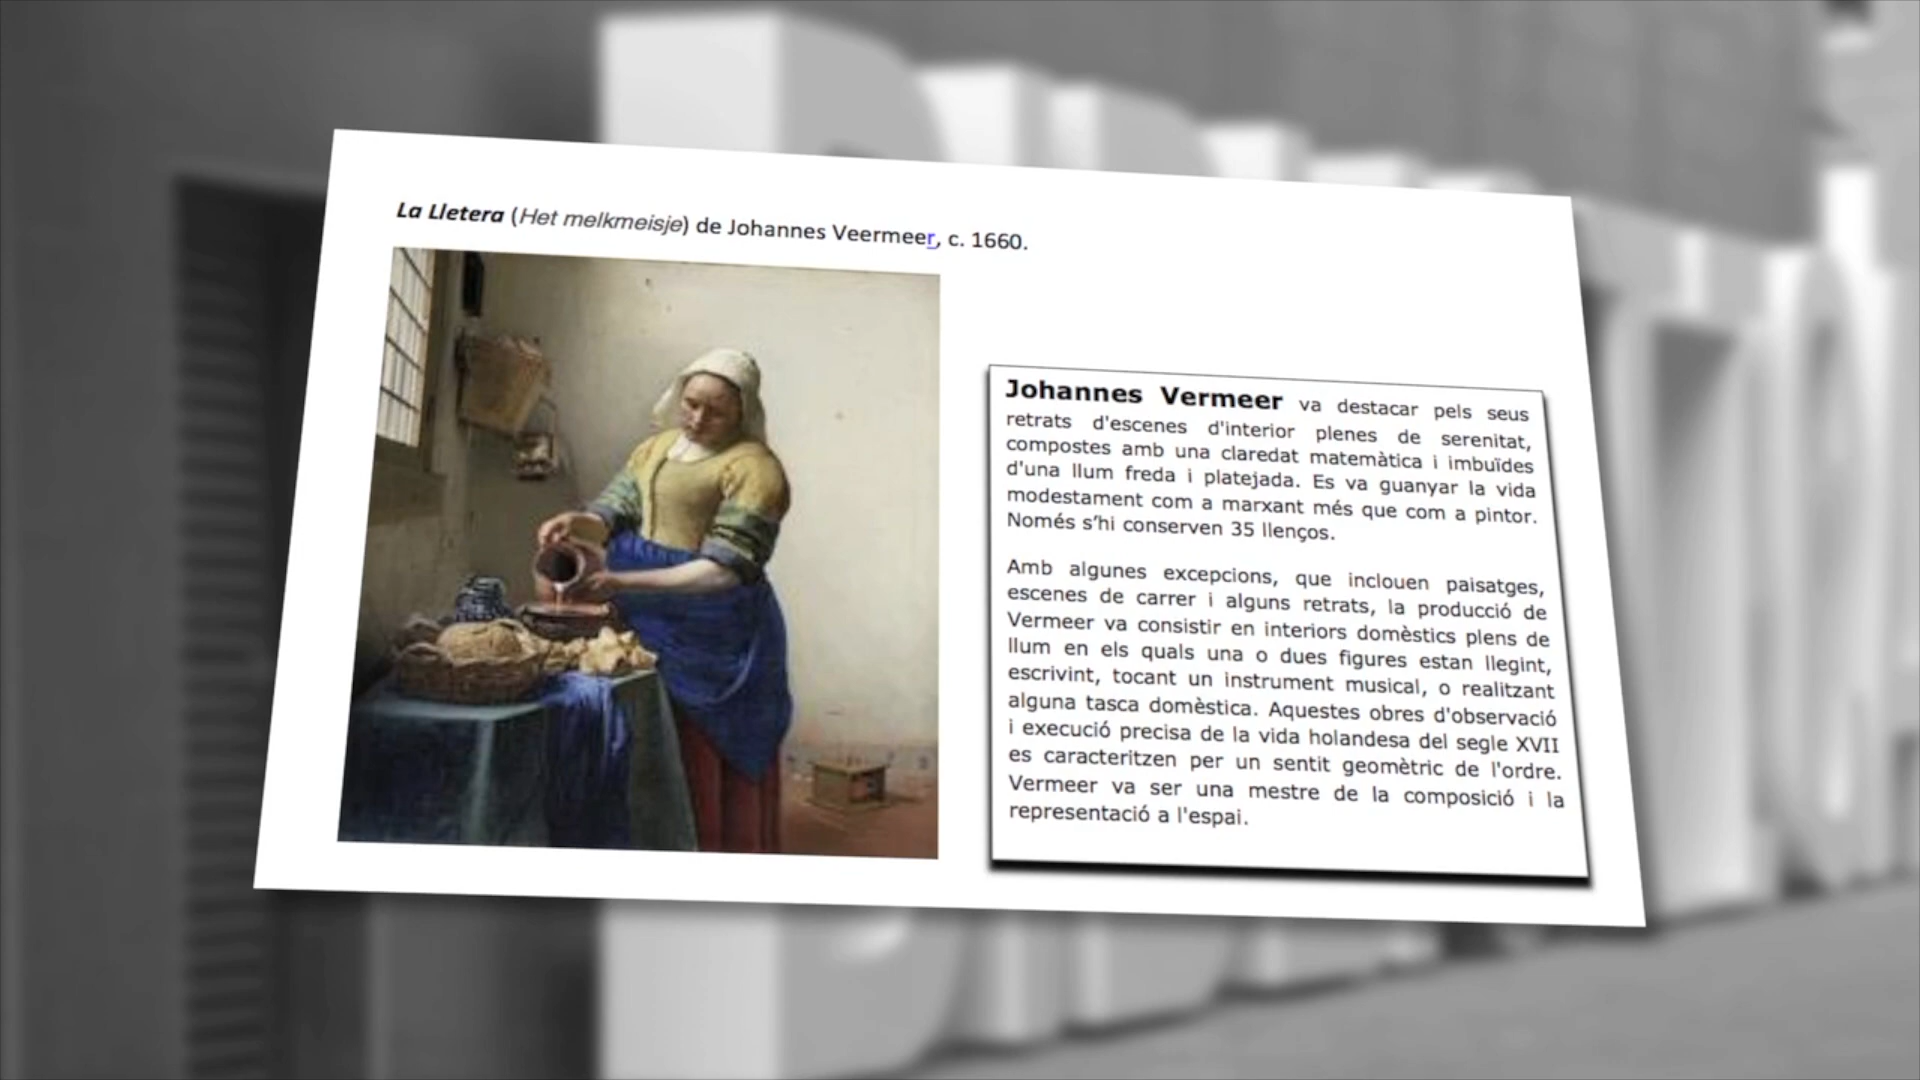 La Lletera (Het melkmeisje) de Johannes Veermeer, c. 1660.
Johannes Vermeer va destacar pels seus
retrats d'escenes d'interior plenes de serenitat,
compostes amb una claredat matemàtica i imbuïdes
d'una llum freda i platejada. Es va guanyar la vida
modestament com a marxant més que com a pintor.
Només s'hi conserven 35 llenços.
Amb algunes excepcions, que inclouen paisatges,
escenes de carrer i alguns retrats, la producció de
Vermeer va consistir en interiors domèstics plens de
llum en els quals una o dues figures estan llegint,
escrivint, tocant un instrument musical, o realitzant
alguna tasca domèstica. Aquestes obres d'observació
i execució precisa de la vida holandesa del segle XVII
es caracteritzen per un sentit geomètric de l'ordre.
Vermeer va ser una mestre de la composició i la
representació a l'espai.